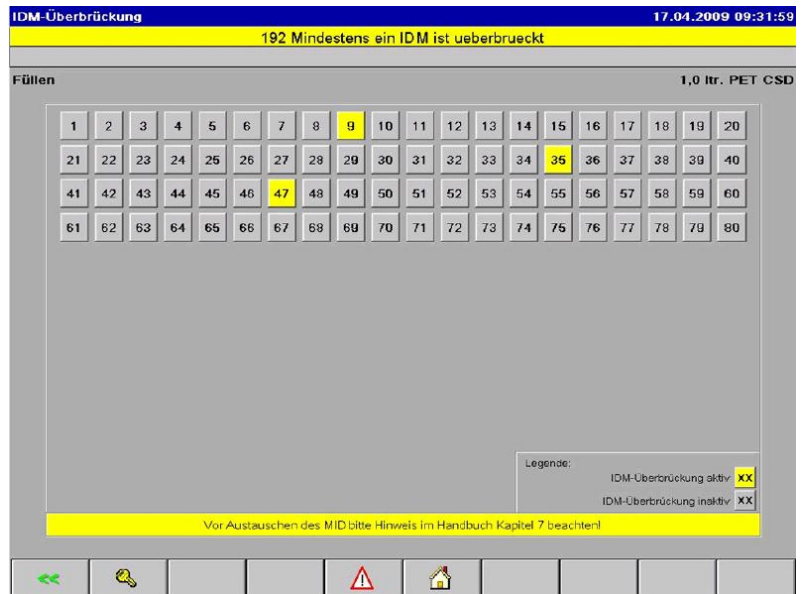 IDM-Überbrückung 17.04.2009 09:31:59
192 Mindestens ein IDM ist ueberbrueckt
Füllen 1,0 ltr. PET CSD
1 2 3 4 5 6 7 8 9 10 11 12 13 14 15 16 17 18 19 20
21 22 23 24 25 26 27 28 29 30 31 32 33 34 35 36 37 38 39 40
41 42 43 44 45 46 47 48 49 50 51 52 53 54 55 56 57 58 59 60
61 62 63 64 65 66 67 68 69 70 71 72 73 74 75 76 77 78 79 80
Legende:
IDM-Überbrückung aktiv XX
IDM-Überbrückung inaktiv XX
Vor Austauschen des MID bitte Hinweis im Handbuch Kapitel 7 beachten!
<<